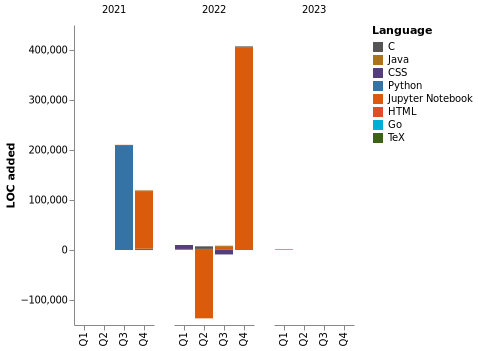 2021 2022 2023
LOC added
400,000
300,000
200,000
100,000
0
−100,000
Q1 Q2 Q3 Q4 Q1 Q2 Q3 Q4 Q1 Q2 Q3 Q4
Language
C
Java
CSS
Python
Jupyter Notebook
HTML
Go
TeX